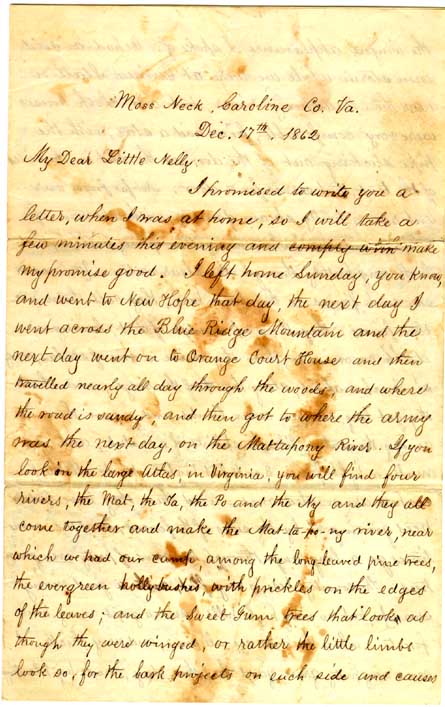 Moss Neck, Caroline Co. Va.
Dec. 17th, 1862
My Dear Little Nelly.
I promised to write you a
letter, when I was at home, so I will take a
few minutes this evening and comply with make
my promise good. I left home Sunday, you know,
and went to New Hope that day, the next day I
went across the Blue Ridge Mountain and the
next day went on to Orange Court House and then
travelled nearly all day through the woods, and where
the road is sandy, and then got to where the army
was the next day, on the Mattapony River. If you
look on the large Atlas, in Virginia, you will find four
rivers, the Mat, the Ta, the Po and the Ny and they all
come together and make the Mat-ta-po-ny river, near
which we had our camp, among the long-leaved pine trees,
the evergreen holly bushes, with prickles on the edges
of the leaves; and the sweet Gum trees that look as
though they were winged, or rather the little limbs
look so, for the bark projects on each side and causes